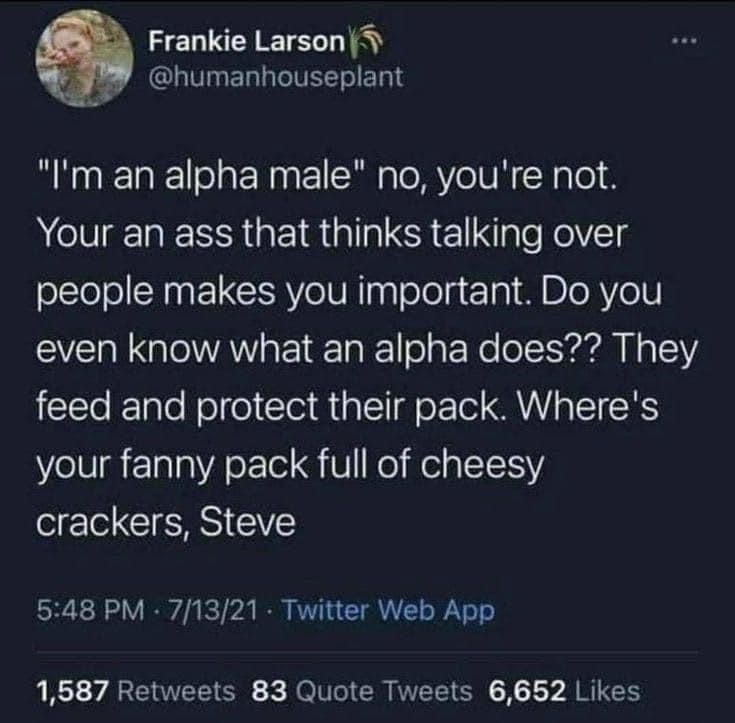 Frankie Larson🌾
@humanhouseplant
"I'm an alpha male" no, you're not.
Your an ass that thinks talking over
people makes you important. Do you
even know what an alpha does?? They
feed and protect their pack. Where's
your fanny pack full of cheesy
crackers, Steve
5:48 PM · 7/13/21 · Twitter Web App
1,587 Retweets 83 Quote Tweets 6,652 Likes